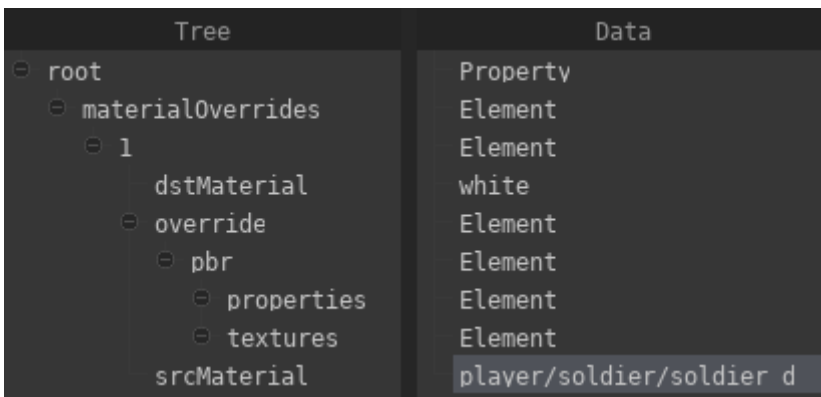 Tree Data
root Property
materialOverrides Element
1 Element
dstMaterial white
override Element
pbr Element
properties Element
textures Element
srcMaterial player/soldier/soldier_d